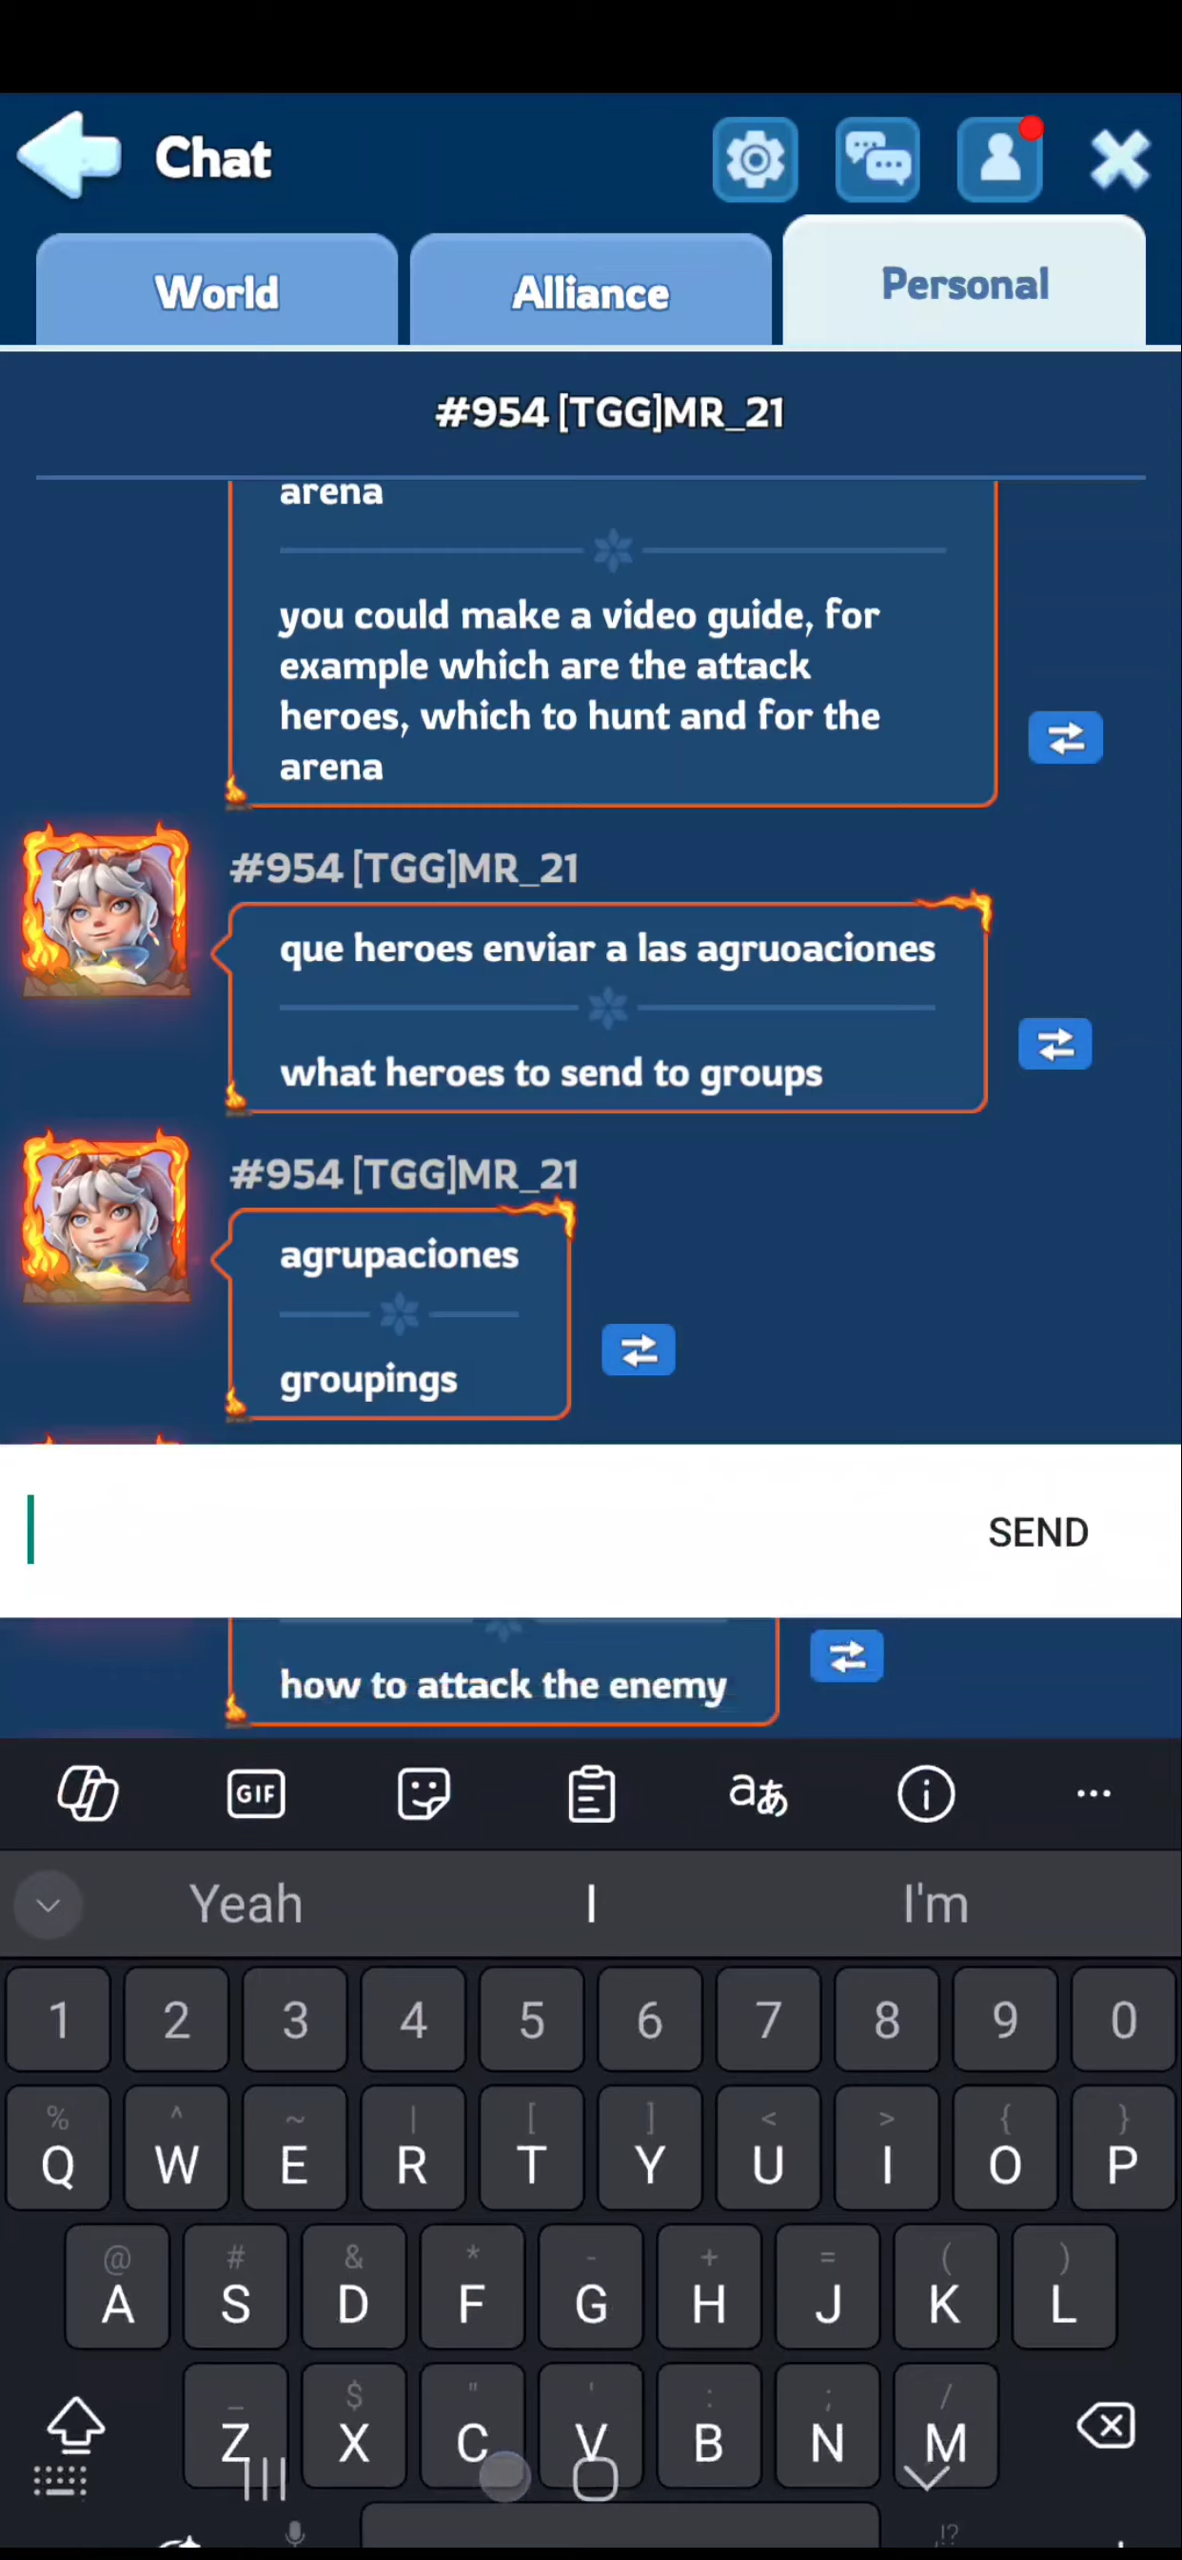 Chat
World
Alliance
Personal
#954 [TGG]MR_21
arena
you could make a video guide, for
example which are the attack
heroes, which to hunt and for the
arena
#954 [TGG]MR_21
que heroes enviar a las agruoaciones
what heroes to send to groups
#954 [TGG]MR_21
agrupaciones
groupings
SEND
how to attack the enemy
GIF
aあ
Yeah
I
I'm
1 2 3 4 5 6 7 8 9 0
% ^ ~ | [ ] < > { }
Q W E R T Y U I O P
@ # & * - + = ( )
A S D F G H J K L
_ $ " ' : ; /
Z X C V B N M
!?